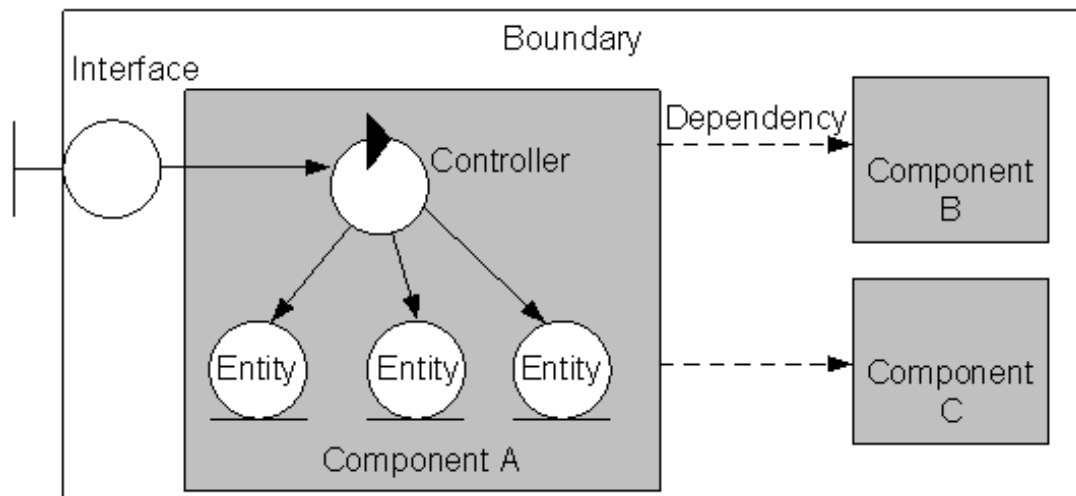 Boundary
Interface
Dependency
Controller
Component
B
Entity
Entity
Entity
Component
C
Component A